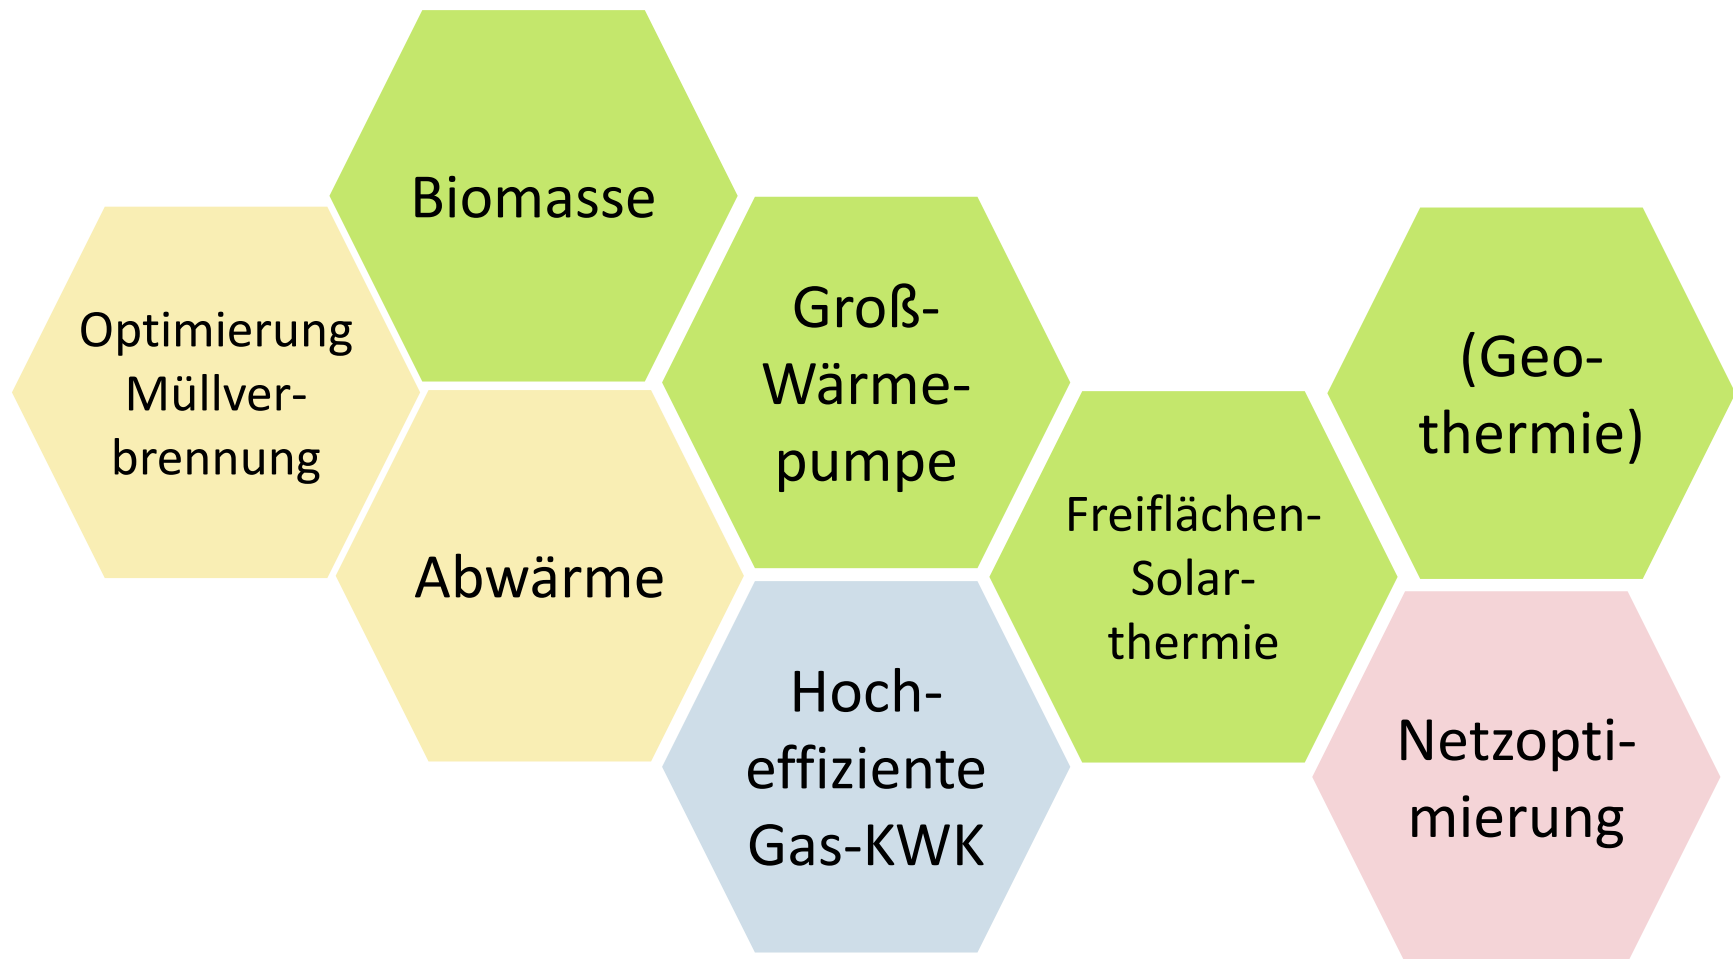 Biomasse
Optimierung
Müllver-
brennung
Groß-
Wärme-
pumpe
(Geo-
thermie)
Abwärme
Freiflächen-
Solar-
thermie
Hoch-
effiziente
Gas-KWK
Netzopti-
mierung